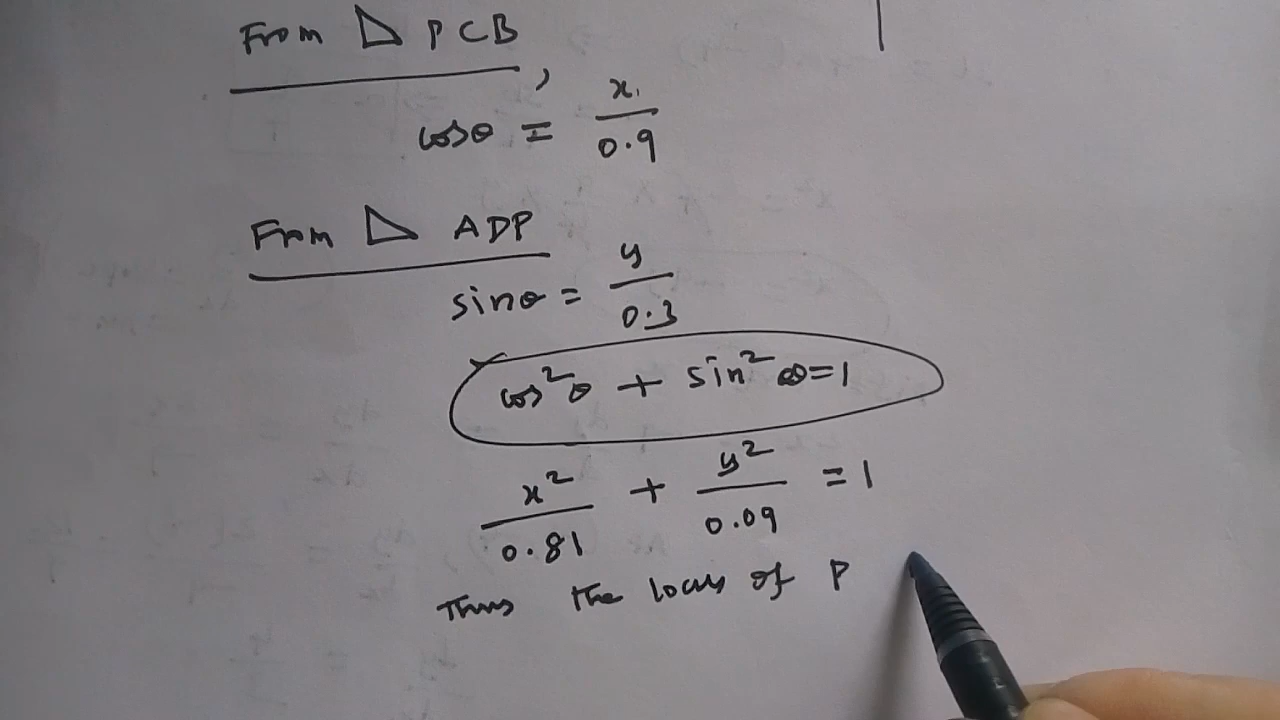 From △ PCB,
cosθ = x/0.9
From △ ADP
sinθ = y/0.3
cos²θ + sin²θ=1
x²/0.81 + y²/0.09 = 1
Thus the locus of P